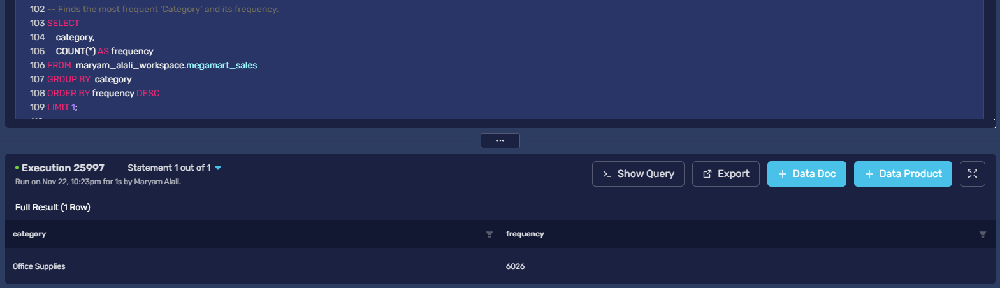 102 -- Finds the most frequent 'Category' and its frequency.
103 SELECT
104 category,
105 COUNT(*) AS frequency
106 FROM maryam_alali_workspace.megamart_sales
107 GROUP BY category
108 ORDER BY frequency DESC
109 LIMIT 1;
...
Execution 25997 Statement 1 out of 1 >_ Show Query Export + Data Doc + Data Product
Run on Nov 22, 10:23pm for 1s by Maryam Alali.
Full Result (1 Row)
category frequency
Office Supplies 6026